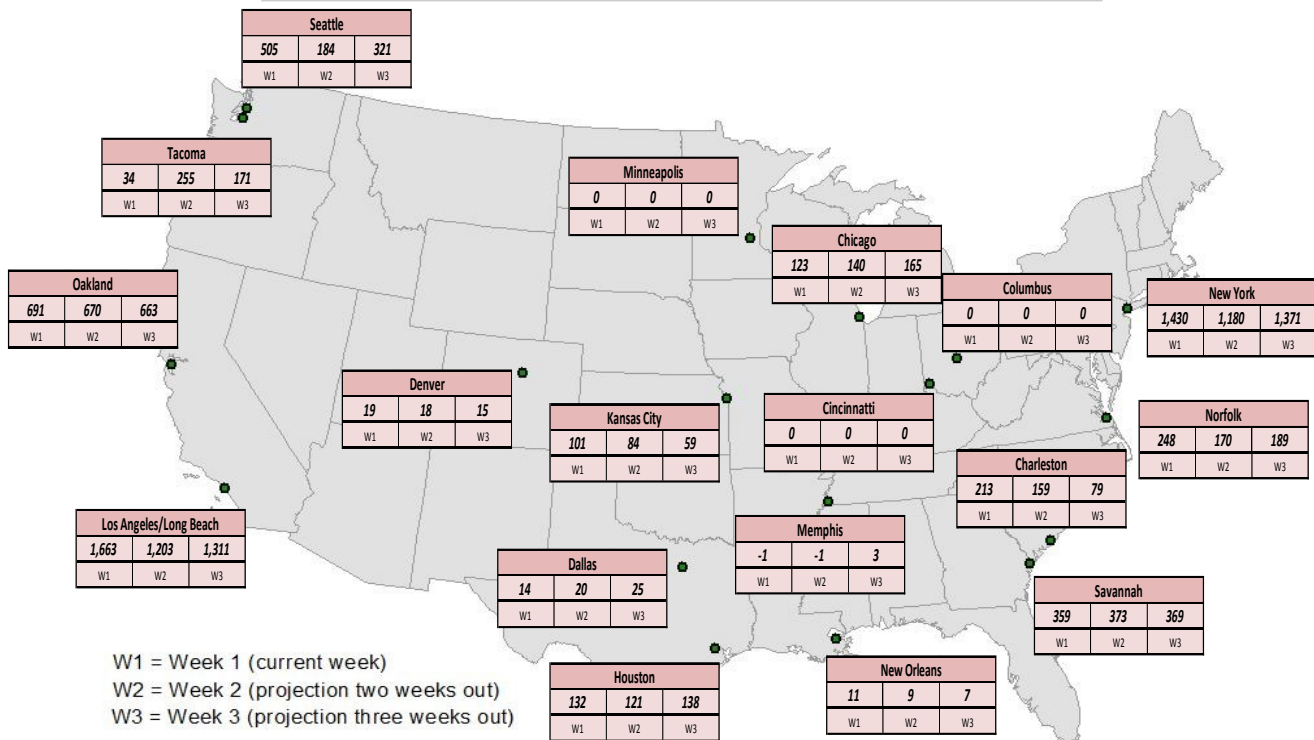 Seattle
505 184 321
W1 W2 W3
Tacoma
34 255 171
W1 W2 W3
Minneapolis
0 0 0
W1 W2 W3
Chicago
123 140 165
W1 W2 W3
Oakland
691 670 663
W1 W2 W3
Columbus
0 0 0
W1 W2 W3
New York
1,430 1,180 1,371
W1 W2 W3
Denver
19 18 15
W1 W2 W3
Kansas City
101 84 59
W1 W2 W3
Cincinnatti
0 0 0
W1 W2 W3
Norfolk
248 170 189
W1 W2 W3
Charleston
213 159 79
W1 W2 W3
Los Angeles/Long Beach
1,663 1,203 1,311
W1 W2 W3
Memphis
-1 -1 3
W1 W2 W3
Dallas
14 20 25
W1 W2 W3
Savannah
359 373 369
W1 W2 W3
Houston
132 121 138
W1 W2 W3
New Orleans
11 9 7
W1 W2 W3
W1 = Week 1 (current week)
W2 = Week 2 (projection two weeks out)
W3 = Week 3 (projection three weeks out)